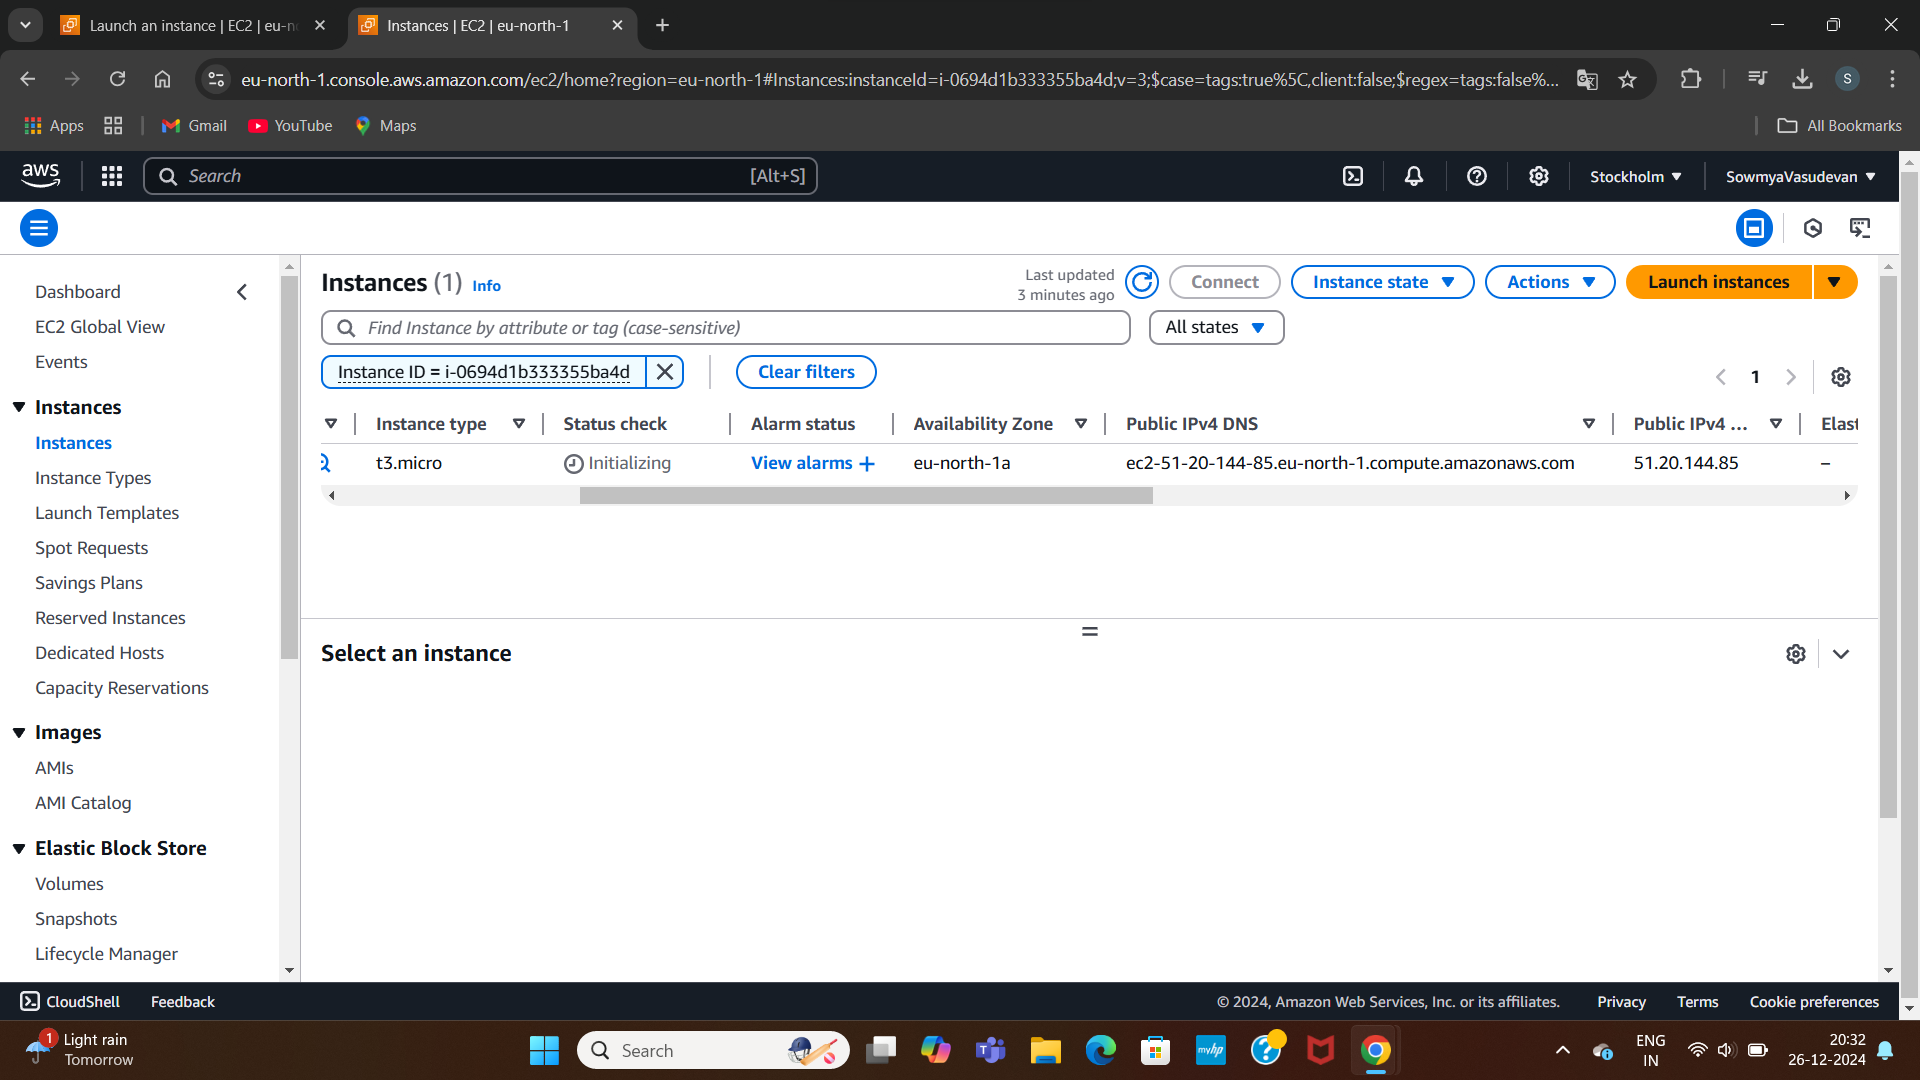 Launch an instance | EC2 | eu-n
Instances | EC2 | eu-north-1
eu-north-1.console.aws.amazon.com/ec2/home?region=eu-north-1#Instances:instanceId=i-0694d1b333355ba4d;v=3;$case=tags:true%5C,client:false;$regex=tags:false%...
S
Apps
Gmail
YouTube
Maps
All Bookmarks
aws
Search
[Alt+S]
Stockholm
SowmyaVasudevan
Dashboard
EC2 Global View
Events
Instances
Instances
Instance Types
Launch Templates
Spot Requests
Savings Plans
Reserved Instances
Dedicated Hosts
Capacity Reservations
Images
AMIs
AMI Catalog
Elastic Block Store
Volumes
Snapshots
Lifecycle Manager
Instances (1) Info
Last updated
3 minutes ago
Connect
Instance state
Actions
Launch instances
Find Instance by attribute or tag (case-sensitive)
All states
Instance ID = i-0694d1b333355ba4d
Clear filters
1
Instance type
Status check
Alarm status
Availability Zone
Public IPv4 DNS
Public IPv4 ...
Elast
t3.micro
Initializing
View alarms +
eu-north-1a
ec2-51-20-144-85.eu-north-1.compute.amazonaws.com
51.20.144.85
–
Select an instance
CloudShell
Feedback
© 2024, Amazon Web Services, Inc. or its affiliates.
Privacy
Terms
Cookie preferences
1
Light rain
Tomorrow
Search
myhp
ENG
IN
20:32
26-12-2024